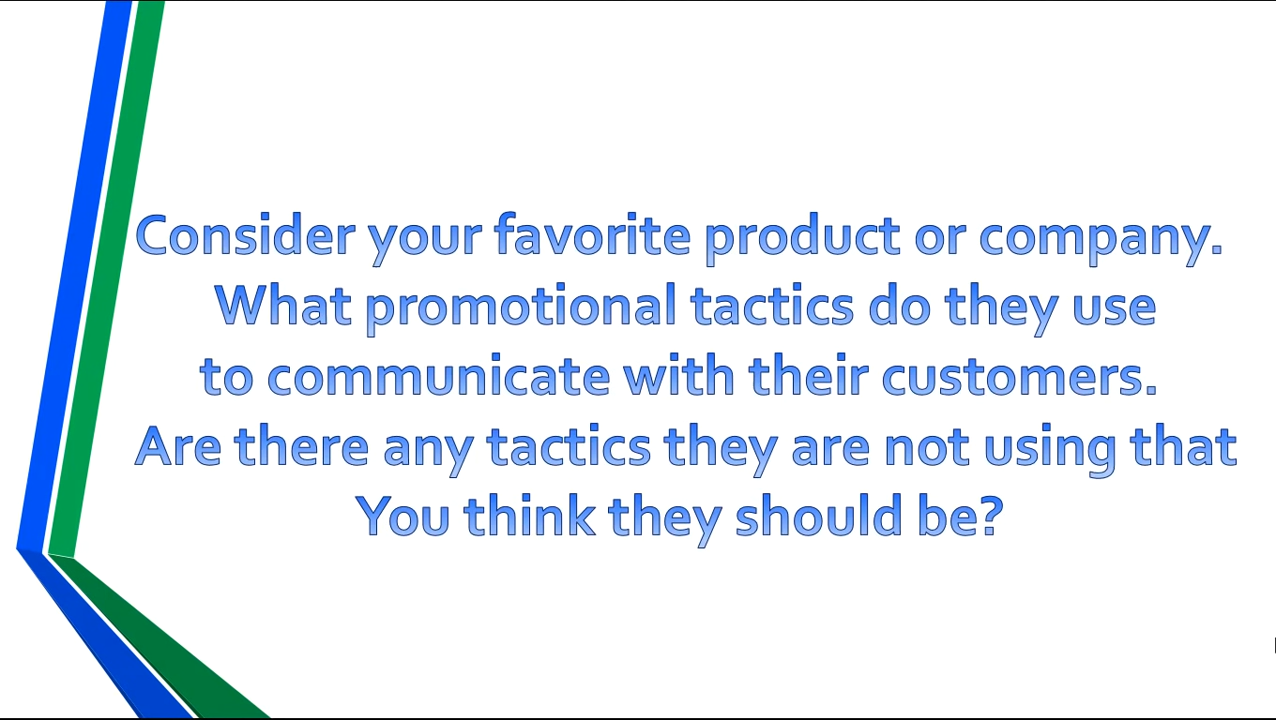 Consider your favorite product or company.
What promotional tactics do they use
to communicate with their customers.
Are there any tactics they are not using that
You think they should be?